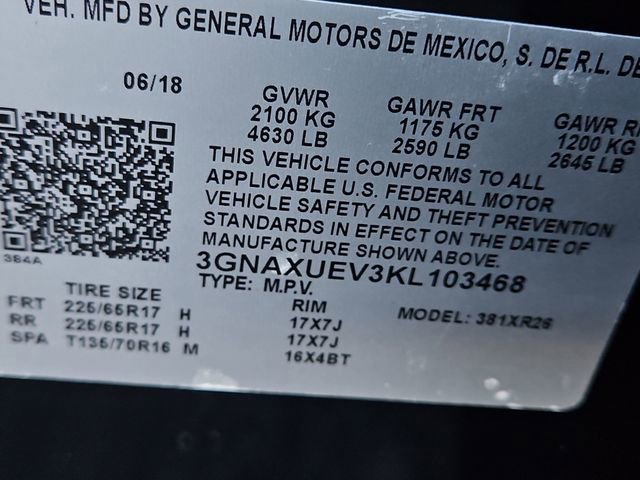 VEH. MFD BY GENERAL MOTORS DE MEXICO, S. DE R.L. DE
06/18
GVWR GAWR FRT GAWR R
2100 KG 1175 KG 1200 KG
4630 LB 2590 LB 2645 LB
THIS VEHICLE CONFORMS TO ALL
APPLICABLE U.S. FEDERAL MOTOR
VEHICLE SAFETY AND THEFT PREVENTION
STANDARDS IN EFFECT ON THE DATE OF
MANUFACTURE SHOWN ABOVE.
384A
3GNAXUEV3KL103468
TYPE: M.P.V.
TIRE SIZE RIM MODEL: 381XR26
FRT 225/65R17 H 17X7J
RR 225/65R17 H 17X7J
SPA T135/70R16 M 16X4BT